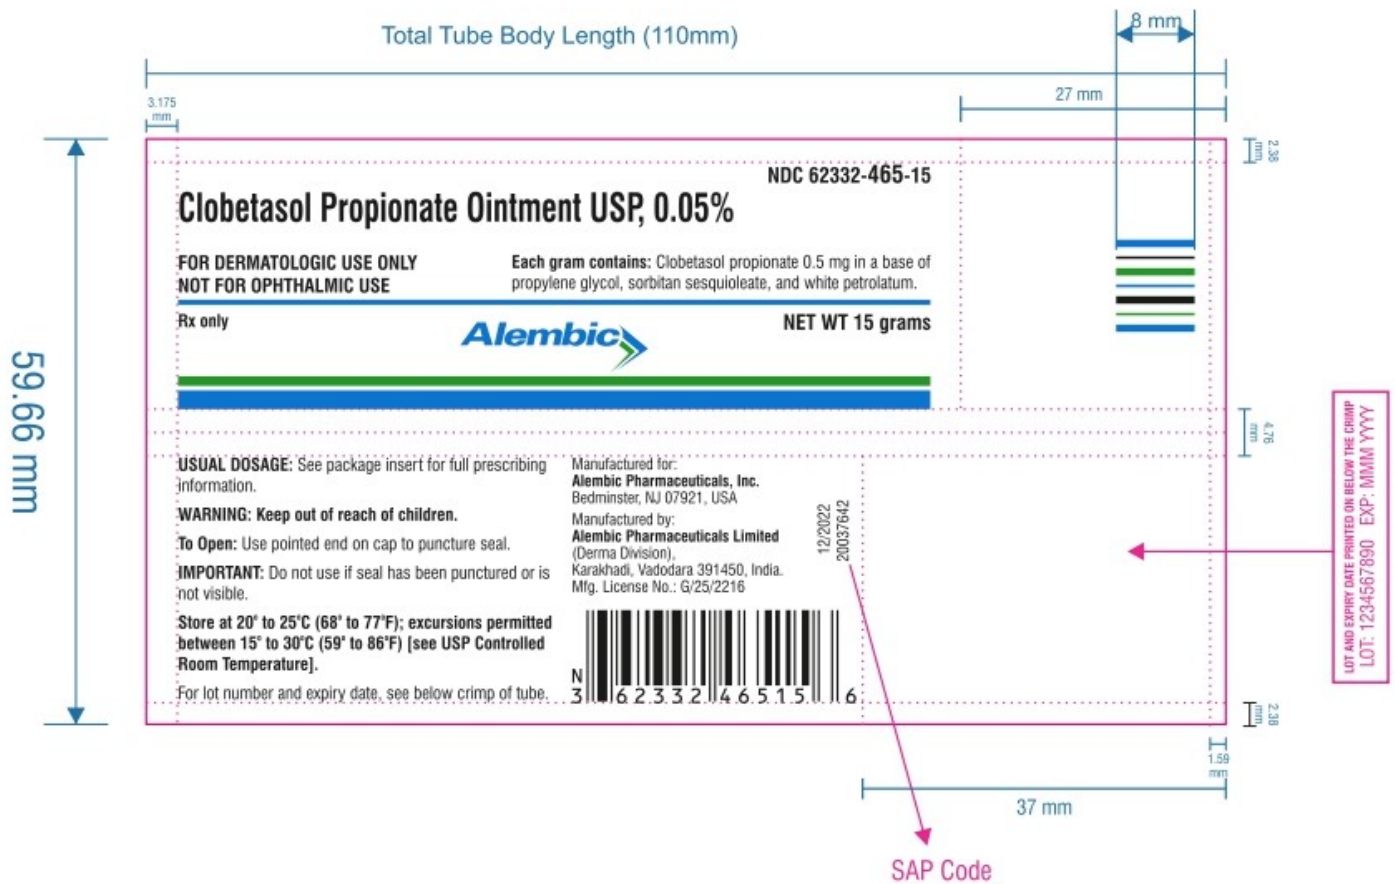 Total Tube Body Length (110mm)
8 mm
27 mm
3.175
mm
2.38
mm
NDC 62332-465-15
Clobetasol Propionate Ointment USP, 0.05%
FOR DERMATOLOGIC USE ONLY
NOT FOR OPHTHALMIC USE
Each gram contains: Clobetasol propionate 0.5 mg in a base of
propylene glycol, sorbitan sesquioleate, and white petrolatum.
Rx only
Alembic
NET WT 15 grams
59.66 mm
4.76
mm
USUAL DOSAGE: See package insert for full prescribing
information.
WARNING: Keep out of reach of children.
To Open: Use pointed end on cap to puncture seal.
IMPORTANT: Do not use if seal has been punctured or is
not visible.
Store at 20° to 25°C (68° to 77°F); excursions permitted
between 15° to 30°C (59° to 86°F) [see USP Controlled
Room Temperature].
For lot number and expiry date, see below crimp of tube.
Manufactured for:
Alembic Pharmaceuticals, Inc.
Bedminster, NJ 07921, USA
Manufactured by:
Alembic Pharmaceuticals Limited
(Derma Division),
Karakhadi, Vadodara 391450, India.
Mfg. License No.: G/25/2216
12/2022
20037642
N
3 62332 46515 6
LOT AND EXPIRY DATE PRINTED ON BELOW THE CRIMP
LOT: 1234567890 EXP: MMM YYYY
2.38
mm
1.59
mm
37 mm
SAP Code